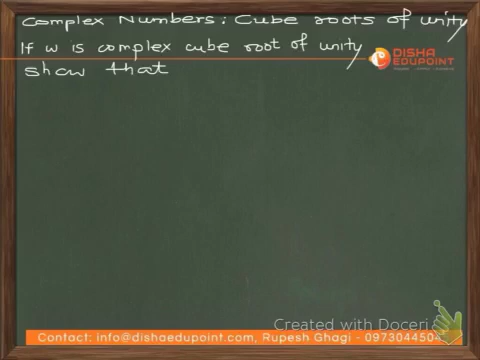 Complex Numbers: Cube roots of unity
If w is complex cube root of unity
show that
DISHA
EDUPOINT
Created with Doceri
Contact: info@dishaedupoint.com, Rupesh Ghagi - 0973044504